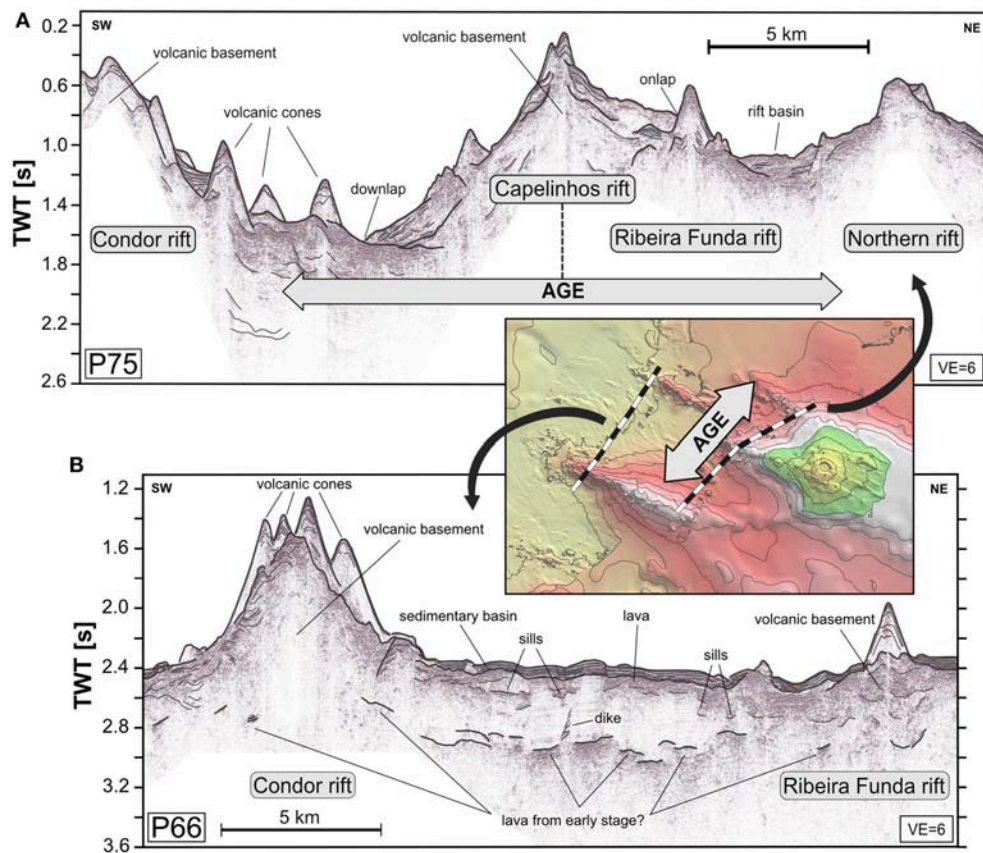 A
SW
NE
0.2
0.6
1.0
1.4
1.8
2.2
2.6
TWT [s]
volcanic basement
volcanic cones
downlap
volcanic basement
onlap
5 km
rift basin
Condor rift
Capelinhos rift
Ribeira Funda rift
Northern rift
AGE
P75
VE=6
AGE
B
SW
NE
1.2
1.6
2.0
2.4
2.8
3.2
3.6
TWT [s]
volcanic cones
volcanic basement
sedimentary basin
sills
lava
sills
volcanic basement
dike
Condor rift
lava from early stage?
Ribeira Funda rift
P66
5 km
VE=6